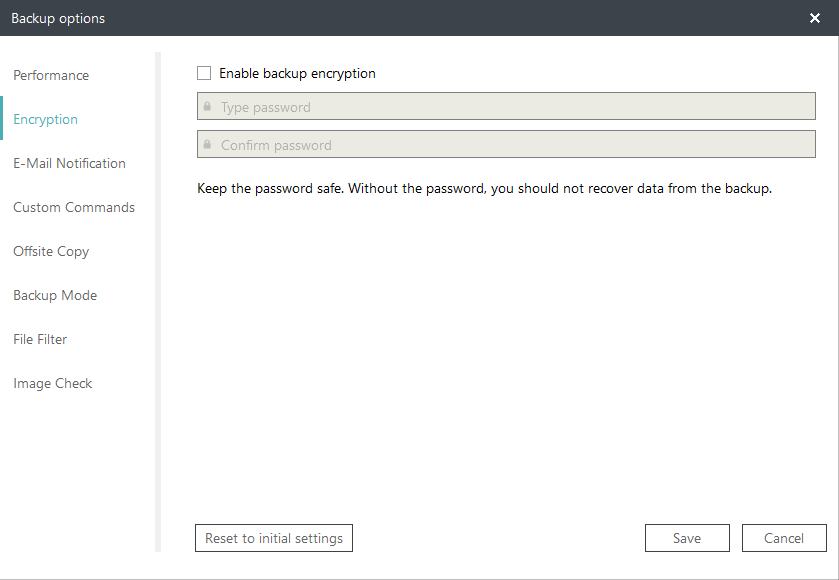 Backup options
Performance
Encryption
E-Mail Notification
Custom Commands
Offsite Copy
Backup Mode
File Filter
Image Check
Enable backup encryption
Type password
Confirm password
Keep the password safe. Without the password, you should not recover data from the backup.
Reset to initial settings
Save
Cancel